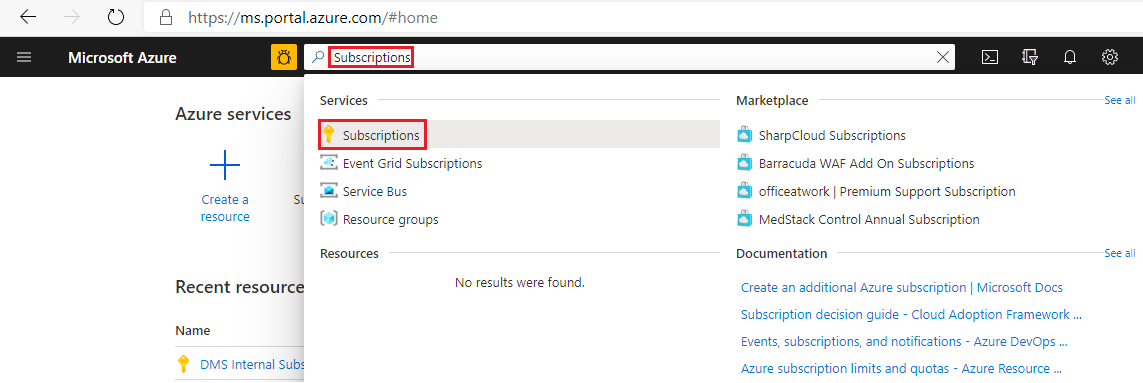 https://ms.portal.azure.com/#home
Microsoft Azure
Subscriptions
Azure services
Create a
resource
Su
Recent resource
Name
DMS Internal Subs
Services
Subscriptions
Event Grid Subscriptions
Service Bus
Resource groups
Resources
No results were found.
Marketplace
See all
SharpCloud Subscriptions
Barracuda WAF Add On Subscriptions
officeatwork | Premium Support Subscription
MedStack Control Annual Subscription
Documentation
See all
Create an additional Azure subscription | Microsoft Docs
Subscription decision guide - Cloud Adoption Framework ...
Events, subscriptions, and notifications - Azure DevOps ...
Azure subscription limits and quotas - Azure Resource ...